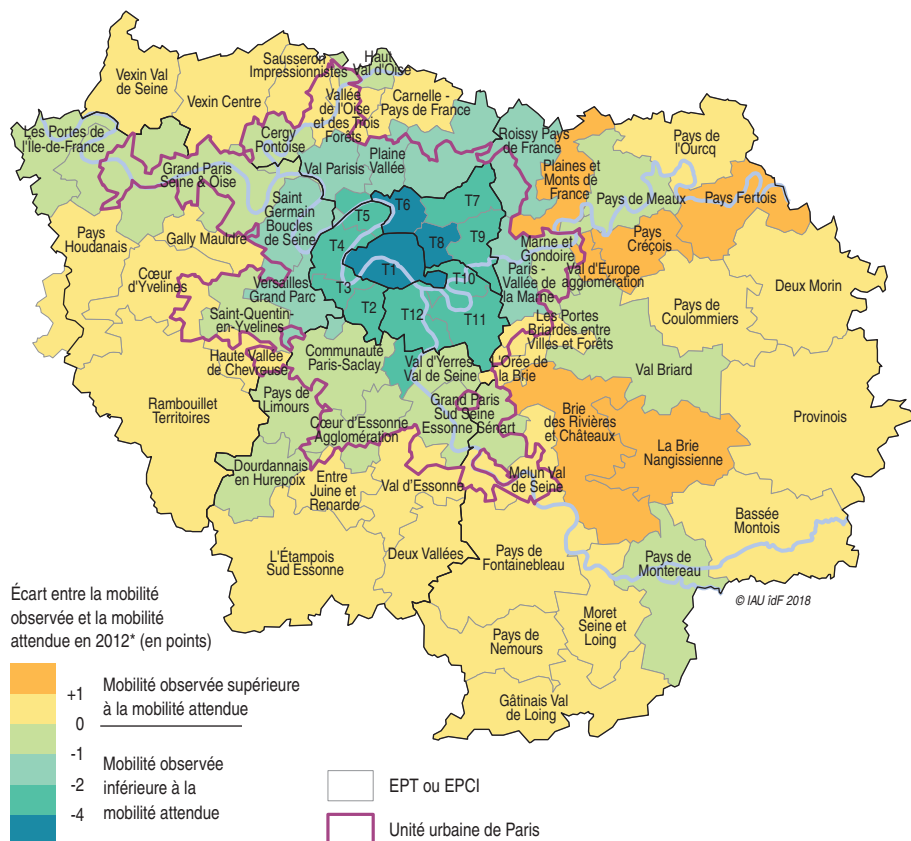 Vexin Val
de Seine
Sausseron
Impressionnistes
Haut
Val d'Oise
Vexin Centre
Vallée
de l'Oise
et des Trois
Forêts
Carnelle -
Pays de France
Les Portes de
l'Ile-de-France
Cergy
Pontoise
Roissy Pays
de France
Pays de
l'Ourcq
Grand Paris
Seine & Oise
Val Parisis
Plaine
Vallée
Plaines et
Monts de
France
Pays de Meaux
Pays Fertois
Saint
Germain
Boucles
de Seine
T5
T6
T7
Pays
Houdanais
Gally Mauldre
T4
T8
T9
Marne et
Gondoire
Pays
Créçois
Cœur
d'Yvelines
T1
T10
Paris -
Vallée de
la Marne
Val d'Europe
agglomération
Deux Morin
Versailles
Grand Parc
T3
T2
T12
T11
Pays de
Coulommiers
Saint-Quentin-
en-Yvelines
Les Portes
Briardes entre
Villes et Forêts
Haute Vallée
de Chevreuse
Communauté
Paris-Saclay
Val d'Yerres
Val de Seine
L'Orée de
la Brie
Val Briard
Rambouillet
Territoires
Pays de
Limours
Grand Paris
Sud Seine
Essonne Sénart
Brie
des Rivières
et Châteaux
Provinois
Cœur d'Essonne
Agglomération
La Brie
Nangissienne
Dourdannais
en Hurepoix
Entre
Juine et
Renarde
Val d'Essonne
Melun Val
de Seine
Bassée
Montois
L'Étampois
Sud Essonne
Deux Vallées
Pays de
Fontainebleau
Pays de
Montereau
© IAU îdF 2018
Moret
Seine et
Loing
Pays de
Nemours
Gâtinais Val
de Loing
Écart entre la mobilité
observée et la mobilité
attendue en 2012* (en points)
+1
0
-1
-2
-4
Mobilité observée supérieure
à la mobilité attendue
Mobilité observée
inférieure à la
mobilité attendue
EPT ou EPCI
Unité urbaine de Paris